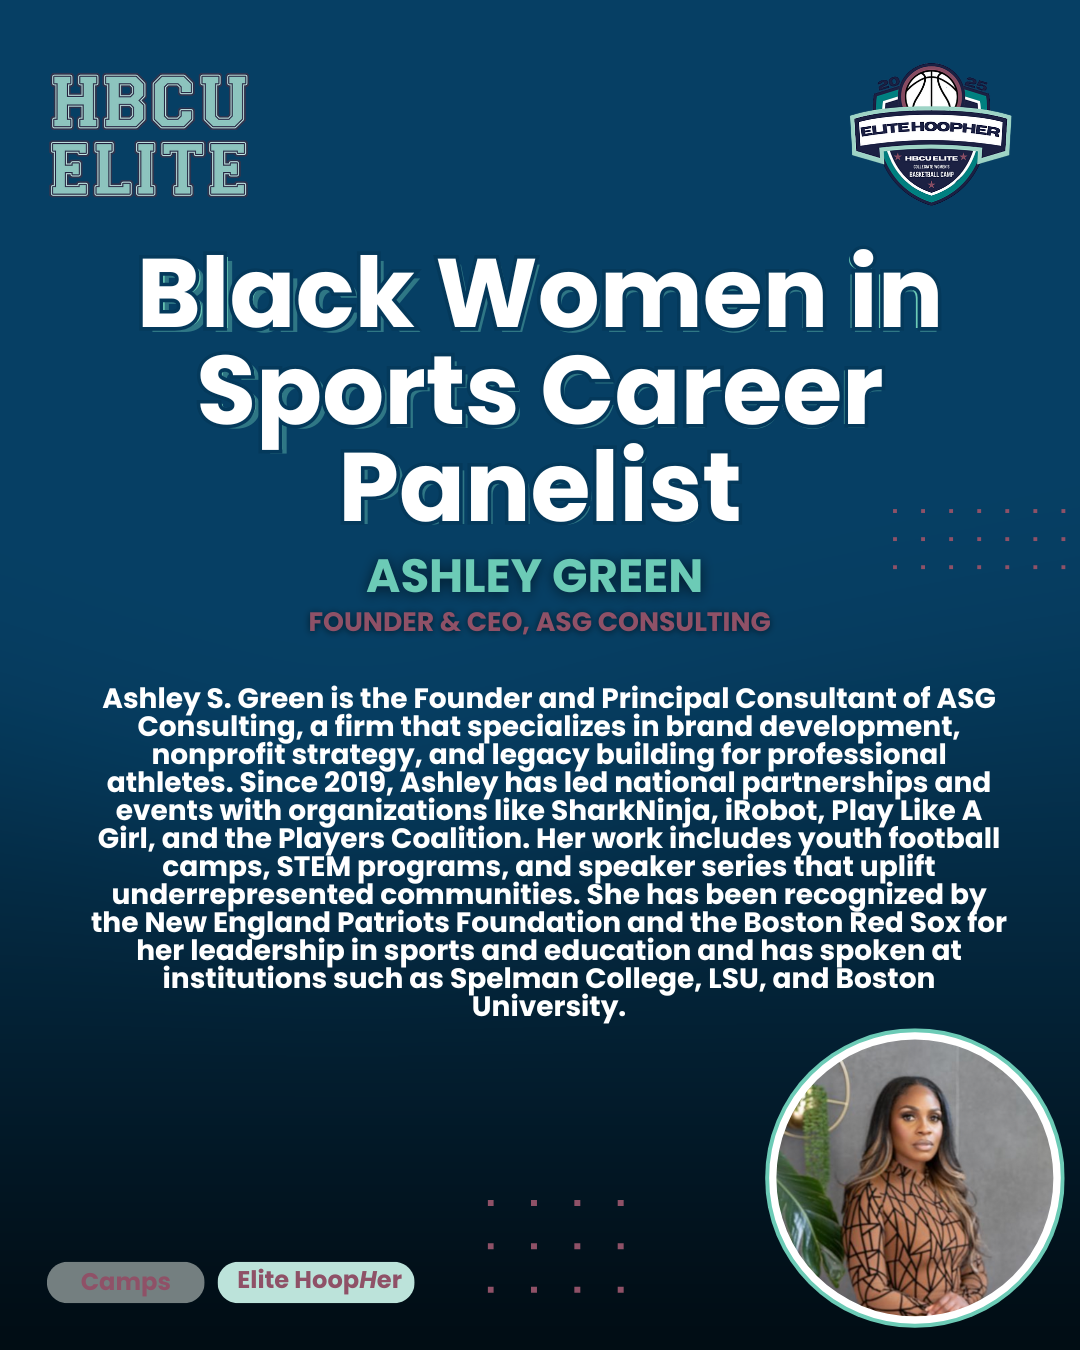 HBCU
ELITE
20 25
ELITE HOOPHER
HBCU ELITE
COLLEGIATE WOMEN'S
BASKETBALL CAMP
Black Women in
Sports Career
Panelist
ASHLEY GREEN
FOUNDER & CEO, ASG CONSULTING
Ashley S. Green is the Founder and Principal Consultant of ASG
Consulting, a firm that specializes in brand development,
nonprofit strategy, and legacy building for professional
athletes. Since 2019, Ashley has led national partnerships and
events with organizations like SharkNinja, iRobot, Play Like A
Girl, and the Players Coalition. Her work includes youth football
camps, STEM programs, and speaker series that uplift
underrepresented communities. She has been recognized by
the New England Patriots Foundation and the Boston Red Sox for
her leadership in sports and education and has spoken at
institutions such as Spelman College, LSU, and Boston
University.
Camps
Elite HoopHer